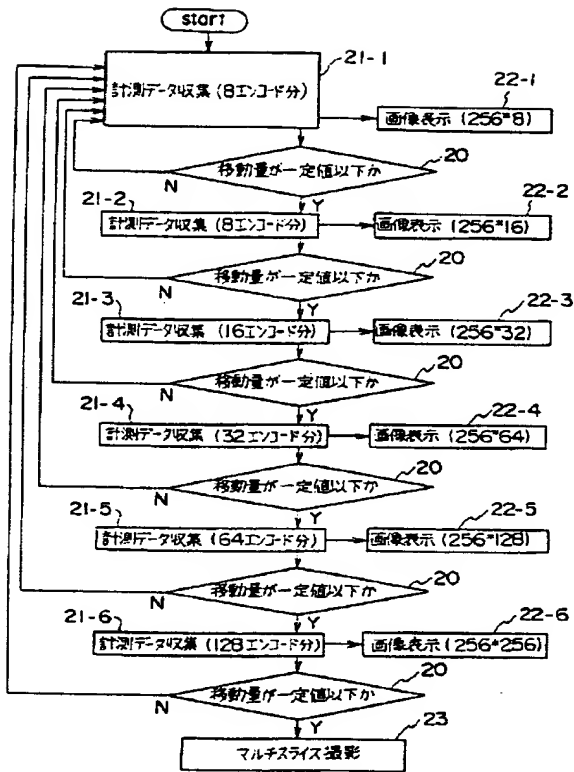 start
21-1
計測データ収集(8エンコード分)
22-1
画像表示(256*8)
20
移動量が一定値以下か
N
Y
21-2
計測データ収集(8エンコード分)
22-2
画像表示(256*16)
20
移動量が一定値以下か
N
Y
21-3
計測データ収集(16エンコード分)
22-3
画像表示(256*32)
20
移動量が一定値以下か
N
Y
21-4
計測データ収集(32エンコード分)
22-4
画像表示(256*64)
20
移動量が一定値以下か
N
Y
21-5
計測データ収集(64エンコード分)
22-5
画像表示(256*128)
20
移動量が一定値以下か
N
Y
21-6
計測データ収集(128エンコード分)
22-6
画像表示(256*256)
20
移動量が一定値以下か
N
Y
23
マルチスライス撮影